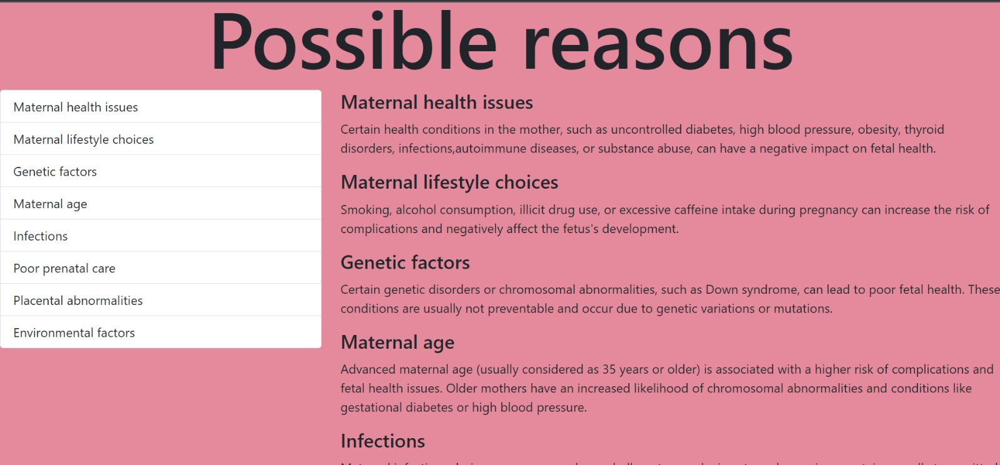 Possible reasons
Maternal health issues
Maternal lifestyle choices
Genetic factors
Maternal age
Infections
Poor prenatal care
Placental abnormalities
Environmental factors
Maternal health issues
Certain health conditions in the mother, such as uncontrolled diabetes, high blood pressure, obesity, thyroid
disorders, infections,autoimmune diseases, or substance abuse, can have a negative impact on fetal health.
Maternal lifestyle choices
Smoking, alcohol consumption, illicit drug use, or excessive caffeine intake during pregnancy can increase the risk of
complications and negatively affect the fetus's development.
Genetic factors
Certain genetic disorders or chromosomal abnormalities, such as Down syndrome, can lead to poor fetal health. These
conditions are usually not preventable and occur due to genetic variations or mutations.
Maternal age
Advanced maternal age (usually considered as 35 years or older) is associated with a higher risk of complications and
fetal health issues. Older mothers have an increased likelihood of chromosomal abnormalities and conditions like
gestational diabetes or high blood pressure.
Infections